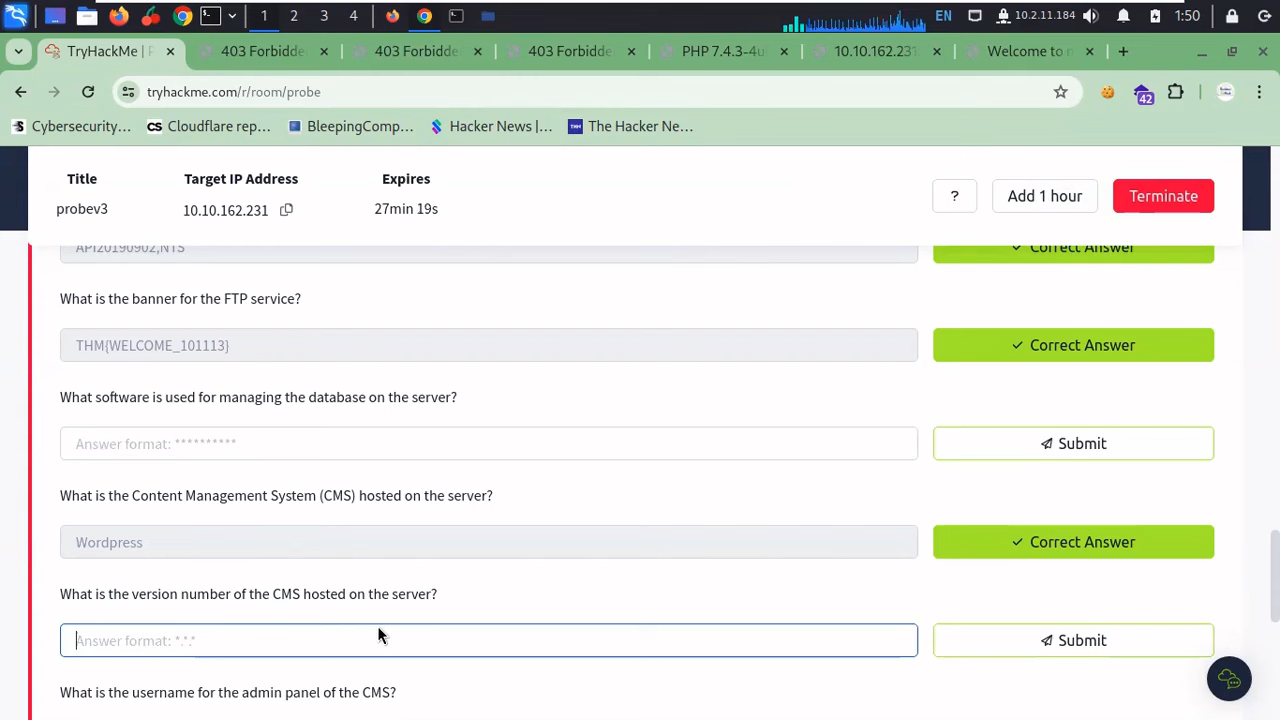 1 2 3 4 EN 10.2.11.184 1:50
TryHackMe | P 403 Forbidde 403 Forbidde 403 Forbidde PHP 7.4.3-4u 10.10.162.231 Welcome to n
tryhackme.com/r/room/probe 42
Cybersecurity... Cloudflare rep... BleepingComp... Hacker News |... The Hacker Ne...
Title Target IP Address Expires
probev3 10.10.162.231 27min 19s ? Add 1 hour Terminate
API20190902,NTS Correct Answer
What is the banner for the FTP service?
THM{WELCOME_101113} Correct Answer
What software is used for managing the database on the server?
Answer format: ********** Submit
What is the Content Management System (CMS) hosted on the server?
Wordpress Correct Answer
What is the version number of the CMS hosted on the server?
Answer format: *.*.* Submit
What is the username for the admin panel of the CMS?